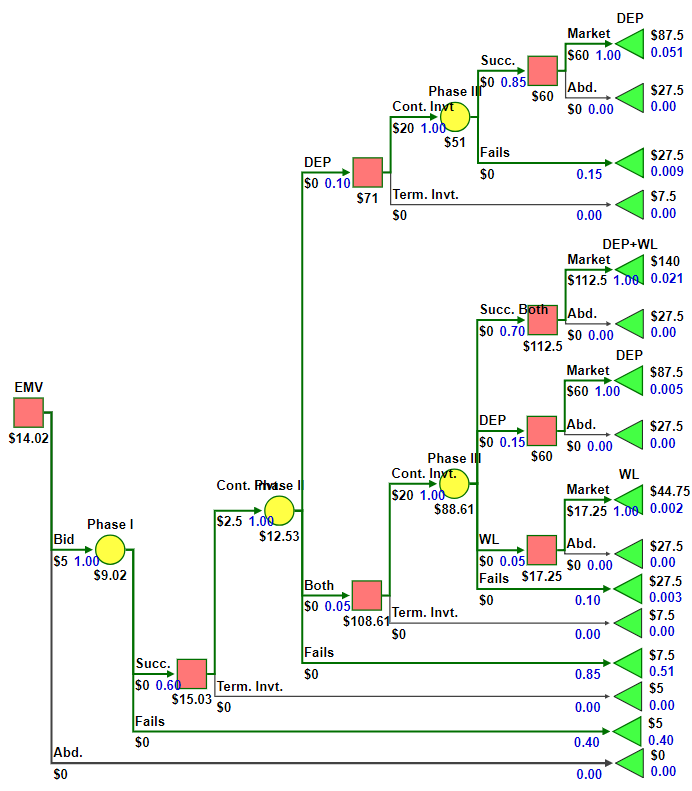 DEP
Market
$87.5
$60 1.00
0.051
Succ.
$0 0.85
Abd.
$27.5
$60
$0 0.00
0.00
Phase III
Cont. Invt
$20 1.00
$51
Fails
$27.5
$0
0.15
0.009
DEP
$0 0.10
$71
Term. Invt.
$7.5
$0
0.00
0.00
DEP+WL
Market
$140
$112.5 1.00
0.021
Succ. Both
$0 0.70
Abd.
$27.5
$112.5
$0 0.00
0.00
DEP
Market
$87.5
$60 1.00
0.005
DEP
$0 0.15
Abd.
$27.5
$60
$0 0.00
0.00
Phase III
Cont. Invt.
$20 1.00
$88.61
WL
Market
$44.75
$17.25 1.00
0.002
WL
$0 0.05
Abd.
$27.5
$17.25
$0 0.00
0.00
Fails
$27.5
$0
0.10
0.003
EMV
$14.02
Cont. Invt.
Phase II
$2.5 1.00
$12.53
Bid
$5 1.00
Phase I
$9.02
Both
$0 0.05
$108.61
Term. Invt.
$7.5
$0
0.00
0.00
Fails
$7.5
$0
0.85
0.51
Succ.
$0 0.60
$15.03
Term. Invt.
$5
$0
0.00
0.00
Fails
$5
$0
0.40
0.40
Abd.
$0
$0
0.00
0.00